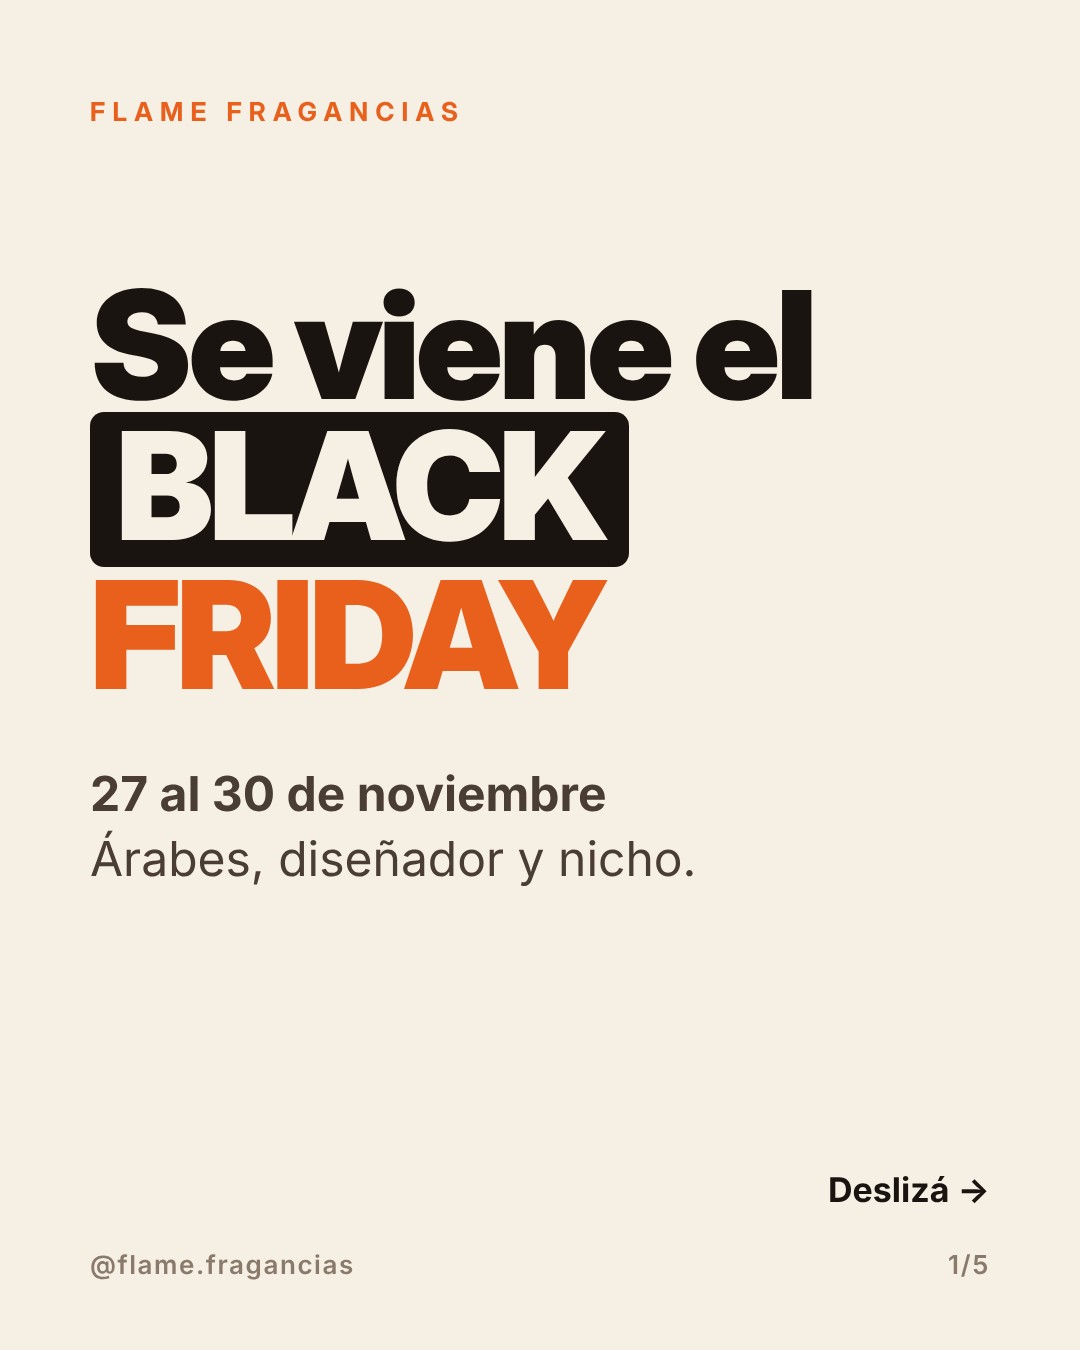 FLAME FRAGANCIAS
Se viene el
BLACK
FRIDAY
27 al 30 de noviembre
Árabes, diseñador y nicho.
Deslizá →
@flame.fragancias
1/5